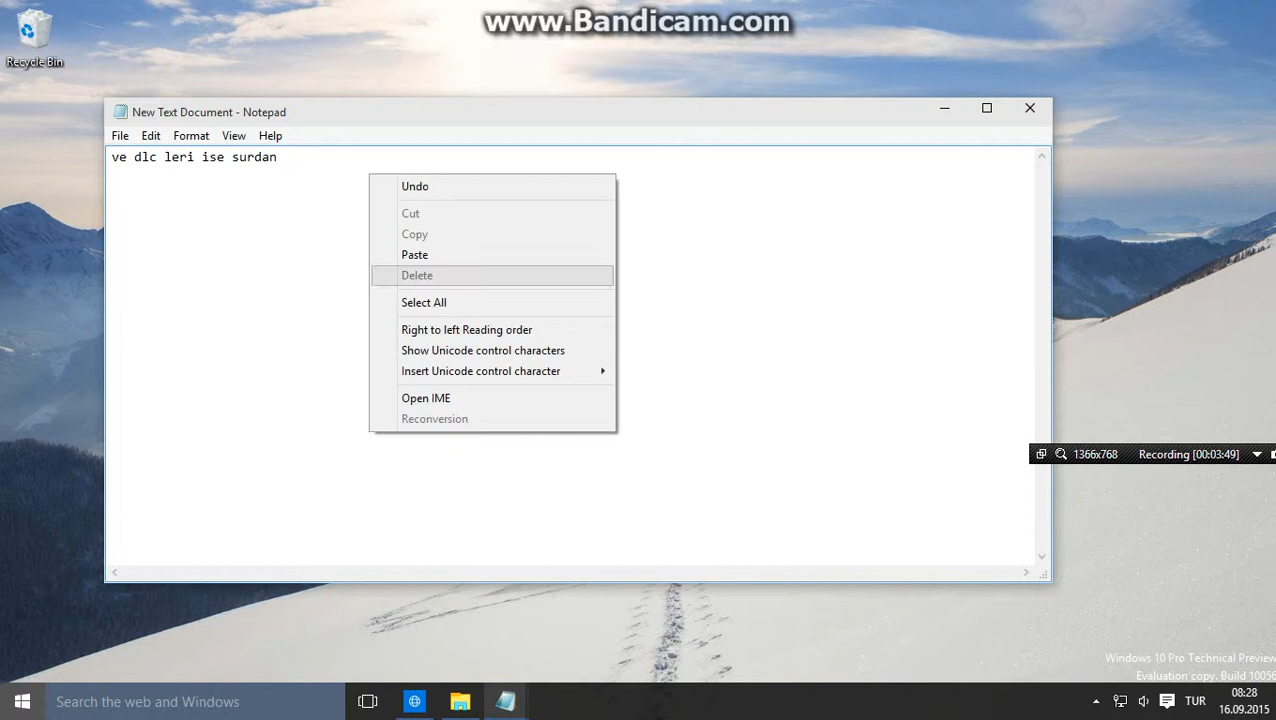 www.Bandicam.com
Recycle Bin
New Text Document - Notepad
File Edit Format View Help
ve dlc leri ise surdan
Undo
Cut
Copy
Paste
Delete
Select All
Right to left Reading order
Show Unicode control characters
Insert Unicode control character
Open IME
Reconversion
1366x768 Recording [00:03:49]
Windows 10 Pro Technical Preview
Evaluation copy. Build 10056
Search the web and Windows
TUR
08:28
16.09.2015